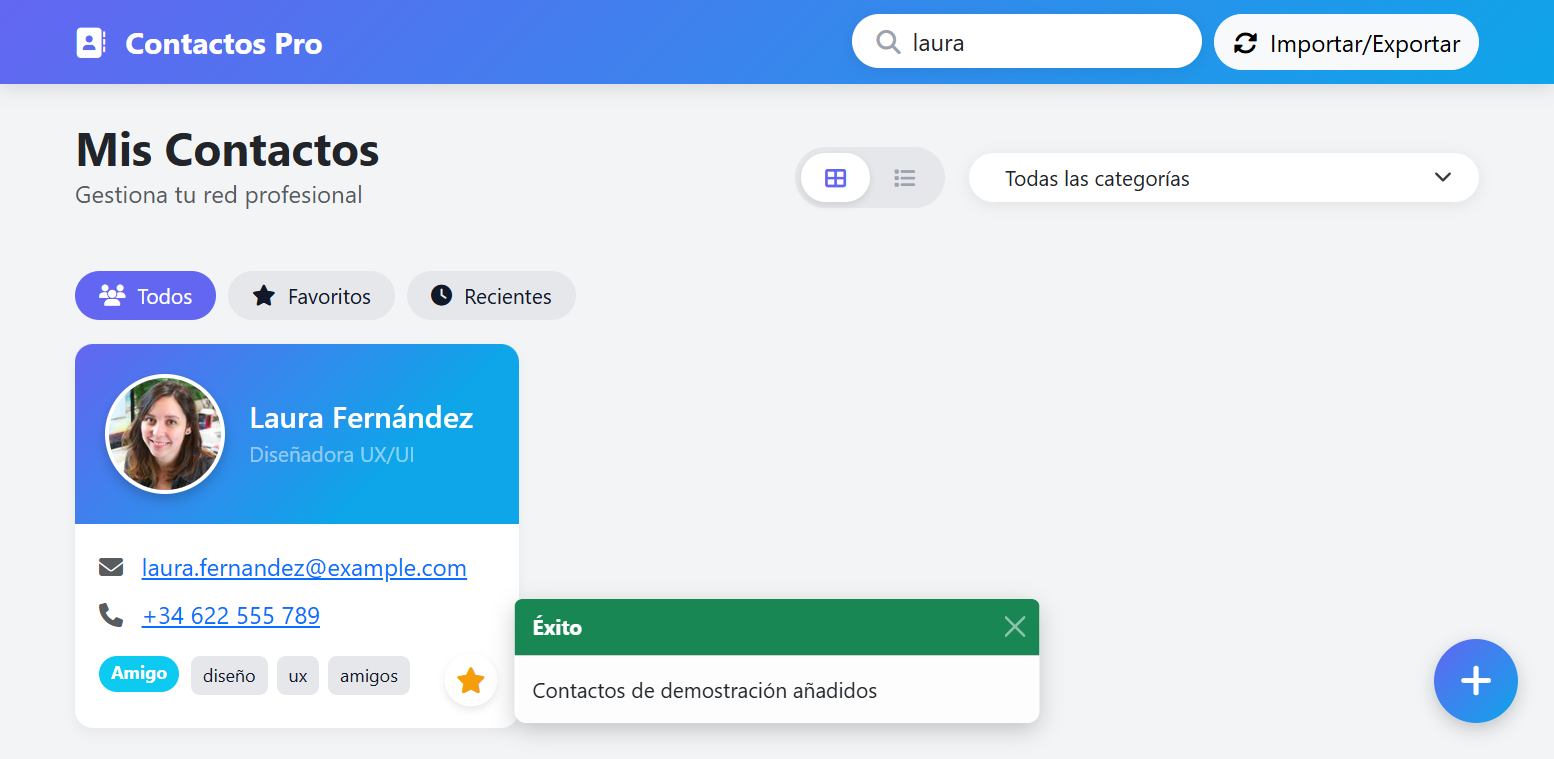 Contactos Pro
laura
Importar/Exportar
Mis Contactos
Gestiona tu red profesional
Todas las categorías
Todos
Favoritos
Recientes
Laura Fernández
Diseñadora UX/UI
laura.fernandez@example.com
+34 622 555 789
Amigo
diseño
ux
amigos
Éxito
Contactos de demostración añadidos